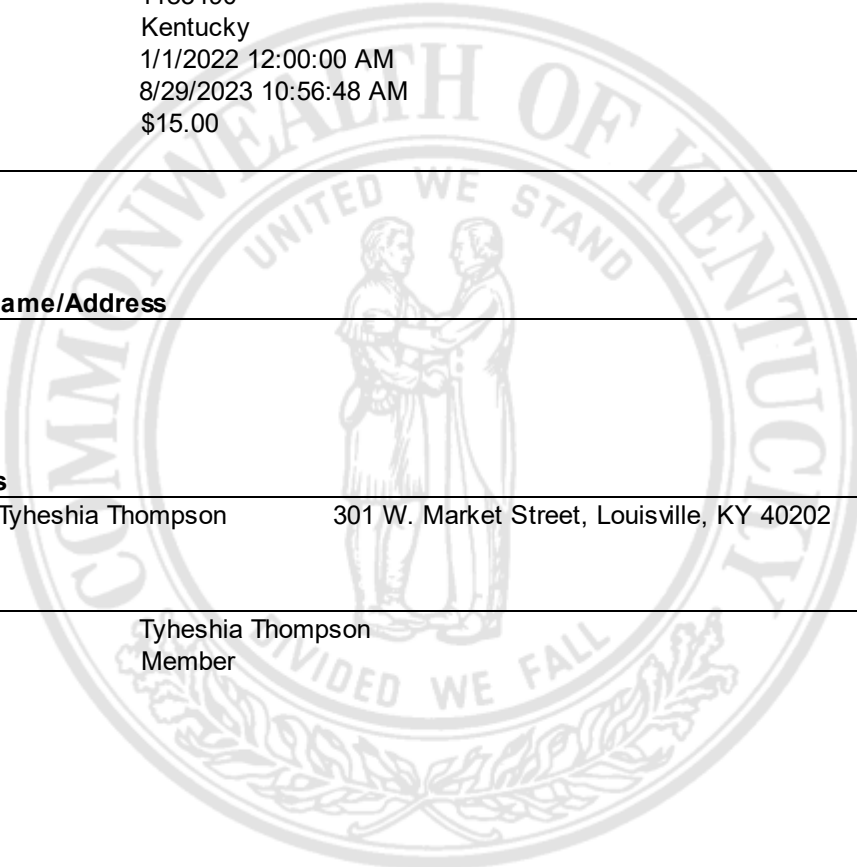 Kentucky
1/1/2022 12:00:00 AM
8/29/2023 10:56:48 AM
$15.00
COMMONWEALTH OF KENTUCKY
UNITED WE STAND
ame/Address
s
Tyheshia Thompson 301 W. Market Street, Louisville, KY 40202
Tyheshia Thompson
Member
DIVIDED WE FALL